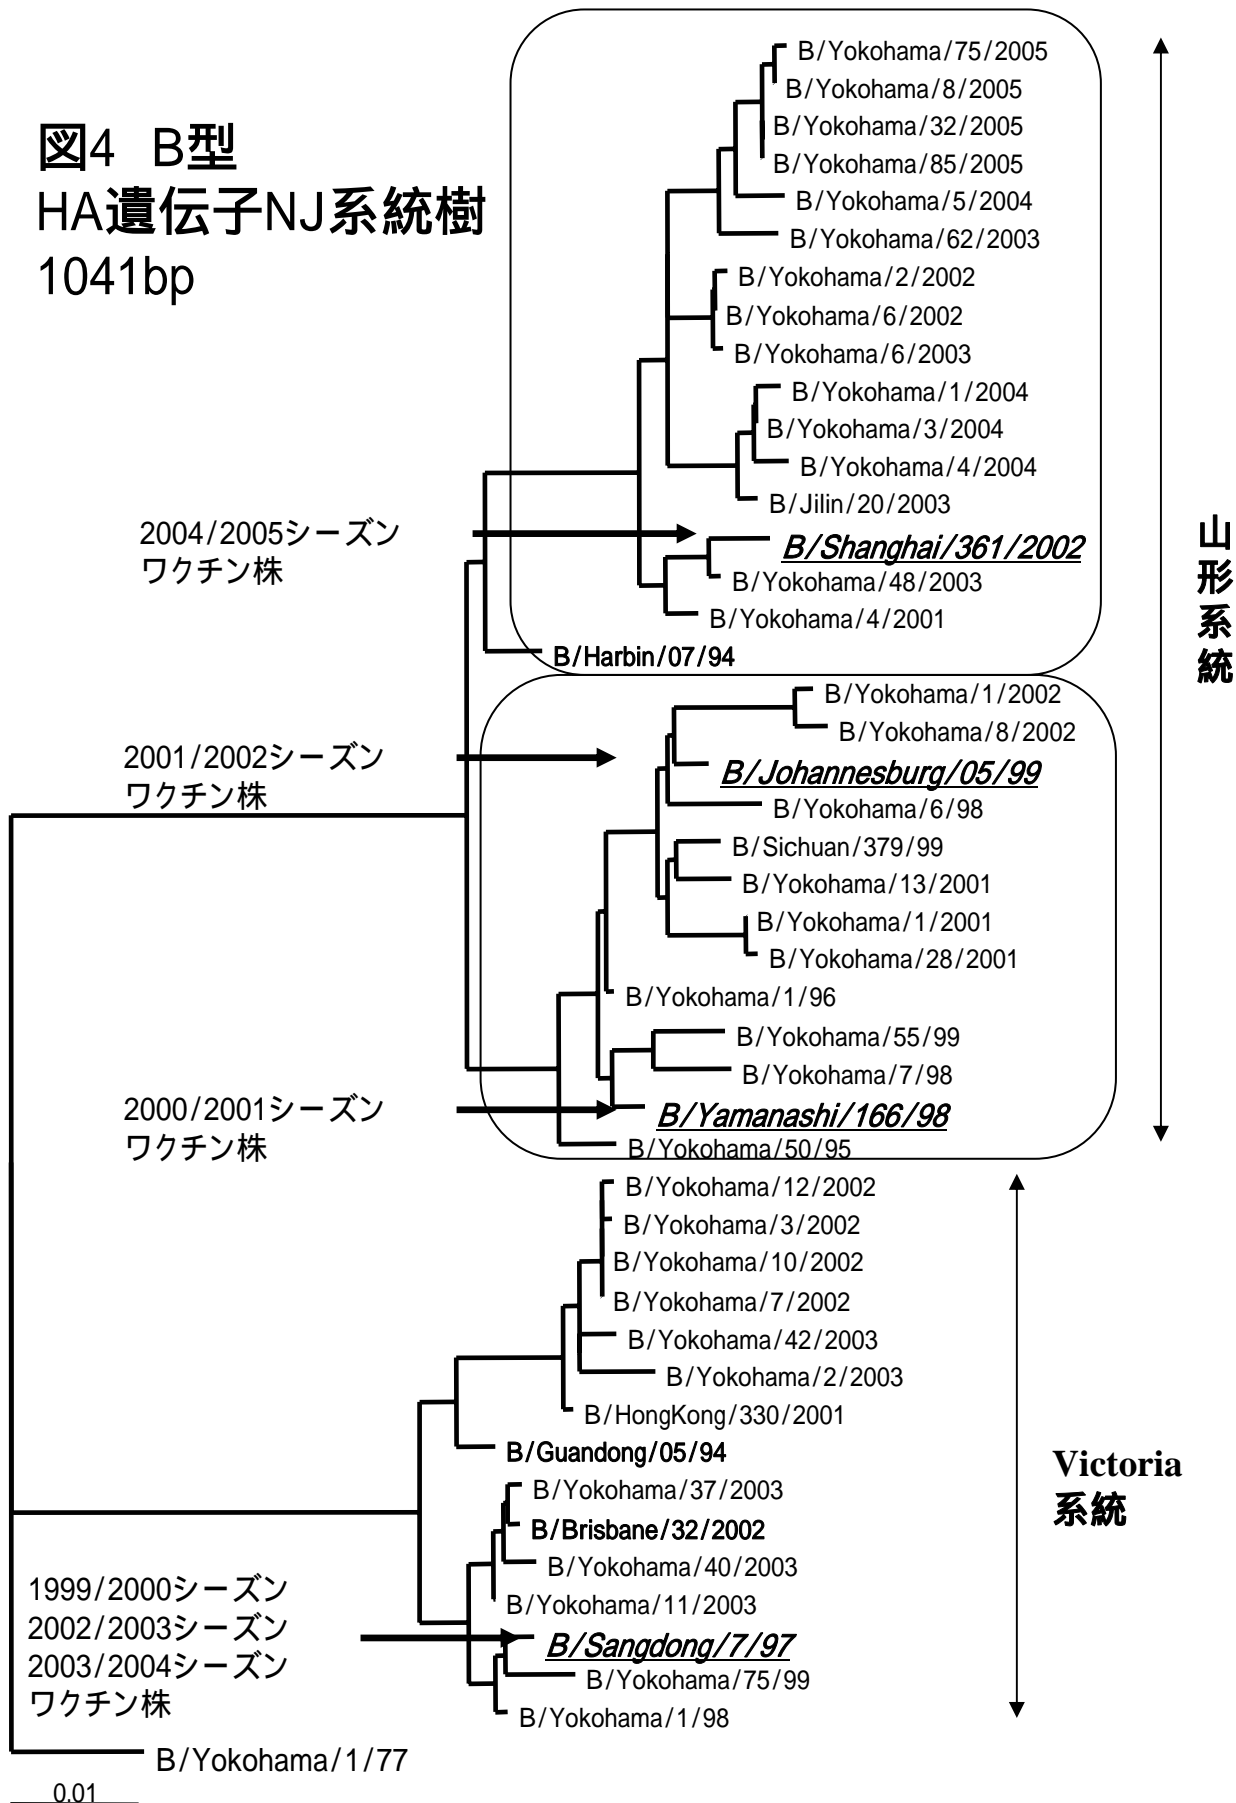 図4 B型
HA遺伝子NJ系統樹
1041bp
B/Yokohama/75/2005
B/Yokohama/8/2005
B/Yokohama/32/2005
B/Yokohama/85/2005
B/Yokohama/5/2004
B/Yokohama/62/2003
B/Yokohama/2/2002
B/Yokohama/6/2002
B/Yokohama/6/2003
B/Yokohama/1/2004
B/Yokohama/3/2004
B/Yokohama/4/2004
B/Jilin/20/2003
2004/2005シーズン
ワクチン株
B/Shanghai/361/2002
B/Yokohama/48/2003
B/Yokohama/4/2001
B/Harbin/07/94
山形系統
B/Yokohama/1/2002
B/Yokohama/8/2002
2001/2002シーズン
ワクチン株
B/Johannesburg/05/99
B/Yokohama/6/98
B/Sichuan/379/99
B/Yokohama/13/2001
B/Yokohama/1/2001
B/Yokohama/28/2001
B/Yokohama/1/96
B/Yokohama/55/99
B/Yokohama/7/98
2000/2001シーズン
ワクチン株
B/Yamanashi/166/98
B/Yokohama/50/95
B/Yokohama/12/2002
B/Yokohama/3/2002
B/Yokohama/10/2002
B/Yokohama/7/2002
B/Yokohama/42/2003
B/Yokohama/2/2003
B/HongKong/330/2001
B/Guandong/05/94
Victoria
系統
B/Yokohama/37/2003
B/Brisbane/32/2002
B/Yokohama/40/2003
B/Yokohama/11/2003
1999/2000シーズン
2002/2003シーズン
2003/2004シーズン
ワクチン株
B/Sangdong/7/97
B/Yokohama/75/99
B/Yokohama/1/98
B/Yokohama/1/77
0.01